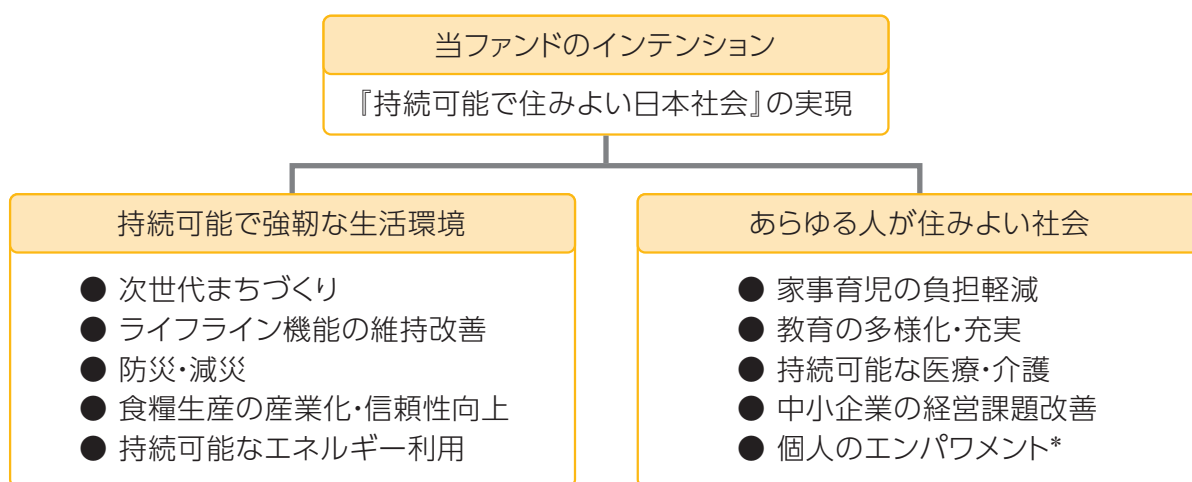 当ファンドのインテンション
『持続可能で住みよい日本社会』の実現
持続可能で強靭な生活環境
● 次世代まちづくり
● ライフライン機能の維持改善
● 防災・減災
● 食糧生産の産業化・信頼性向上
● 持続可能なエネルギー利用
あらゆる人が住みよい社会
● 家事育児の負担軽減
● 教育の多様化・充実
● 持続可能な医療・介護
● 中小企業の経営課題改善
● 個人のエンパワメント*